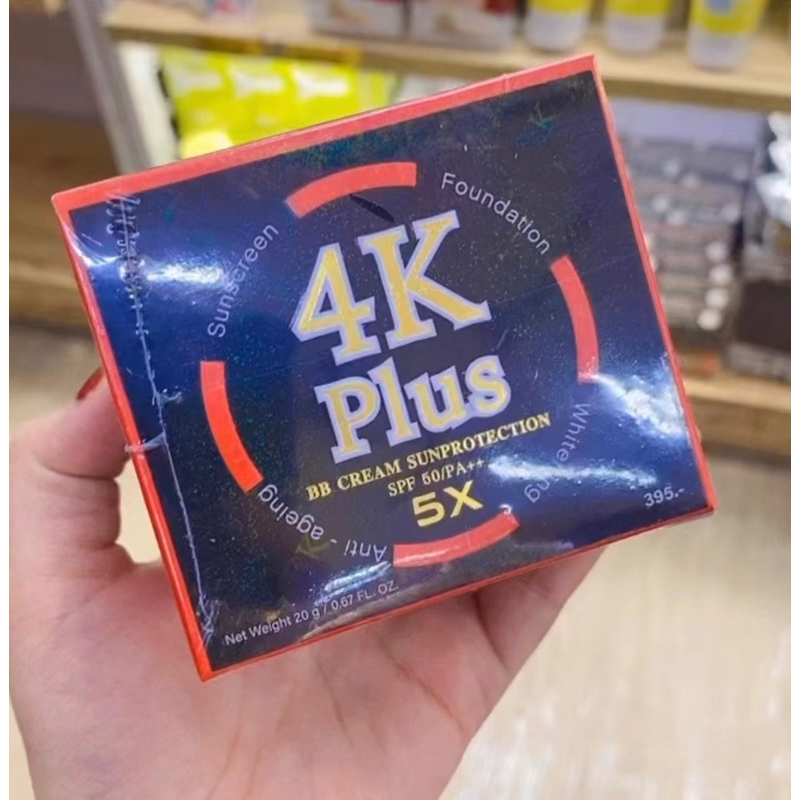 Foundation
Sunscreen
4K
Plus
BB CREAM SUNPROTECTION
SPF 50/PA++
5X
Anti - ageing
395.-
Net Weight 20 g / 0.67 FL. OZ.